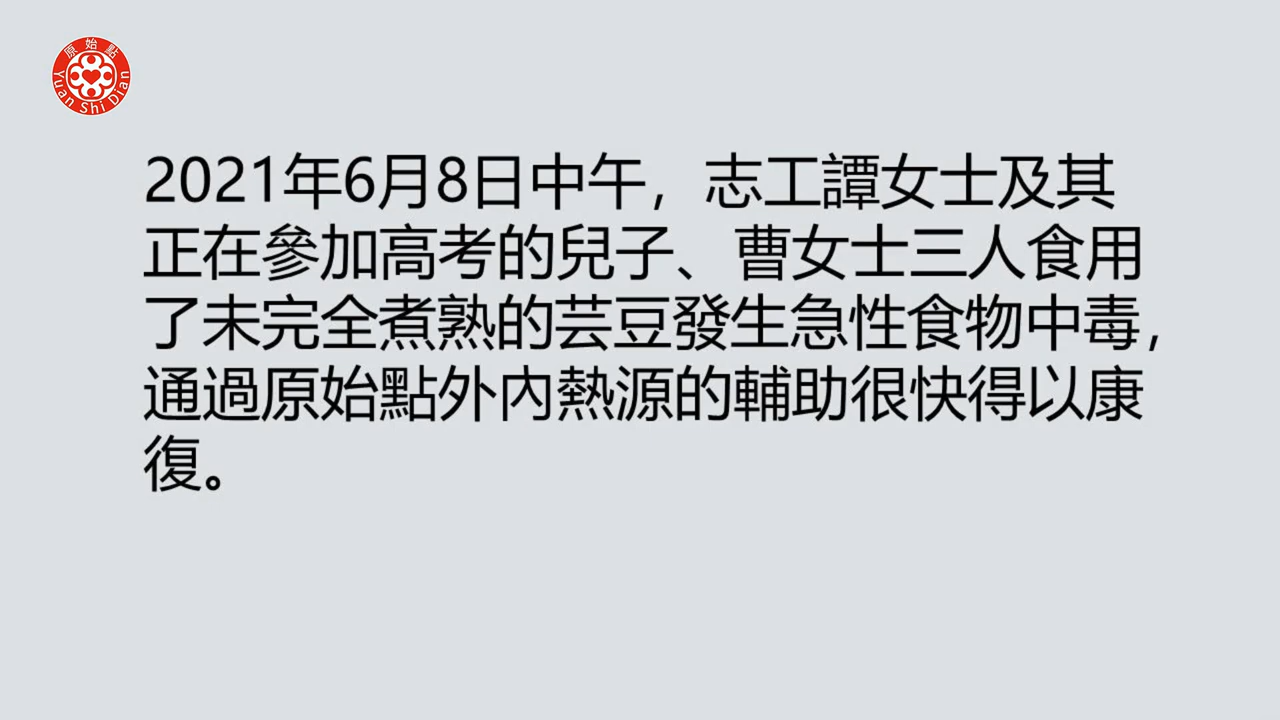 原始點
Yuan Shi Dian
2021年6月8日中午，志工譚女士及其
正在參加高考的兒子、曹女士三人食用
了未完全煮熟的芸豆發生急性食物中毒，
通過原始點外內熱源的輔助很快得以康
復。